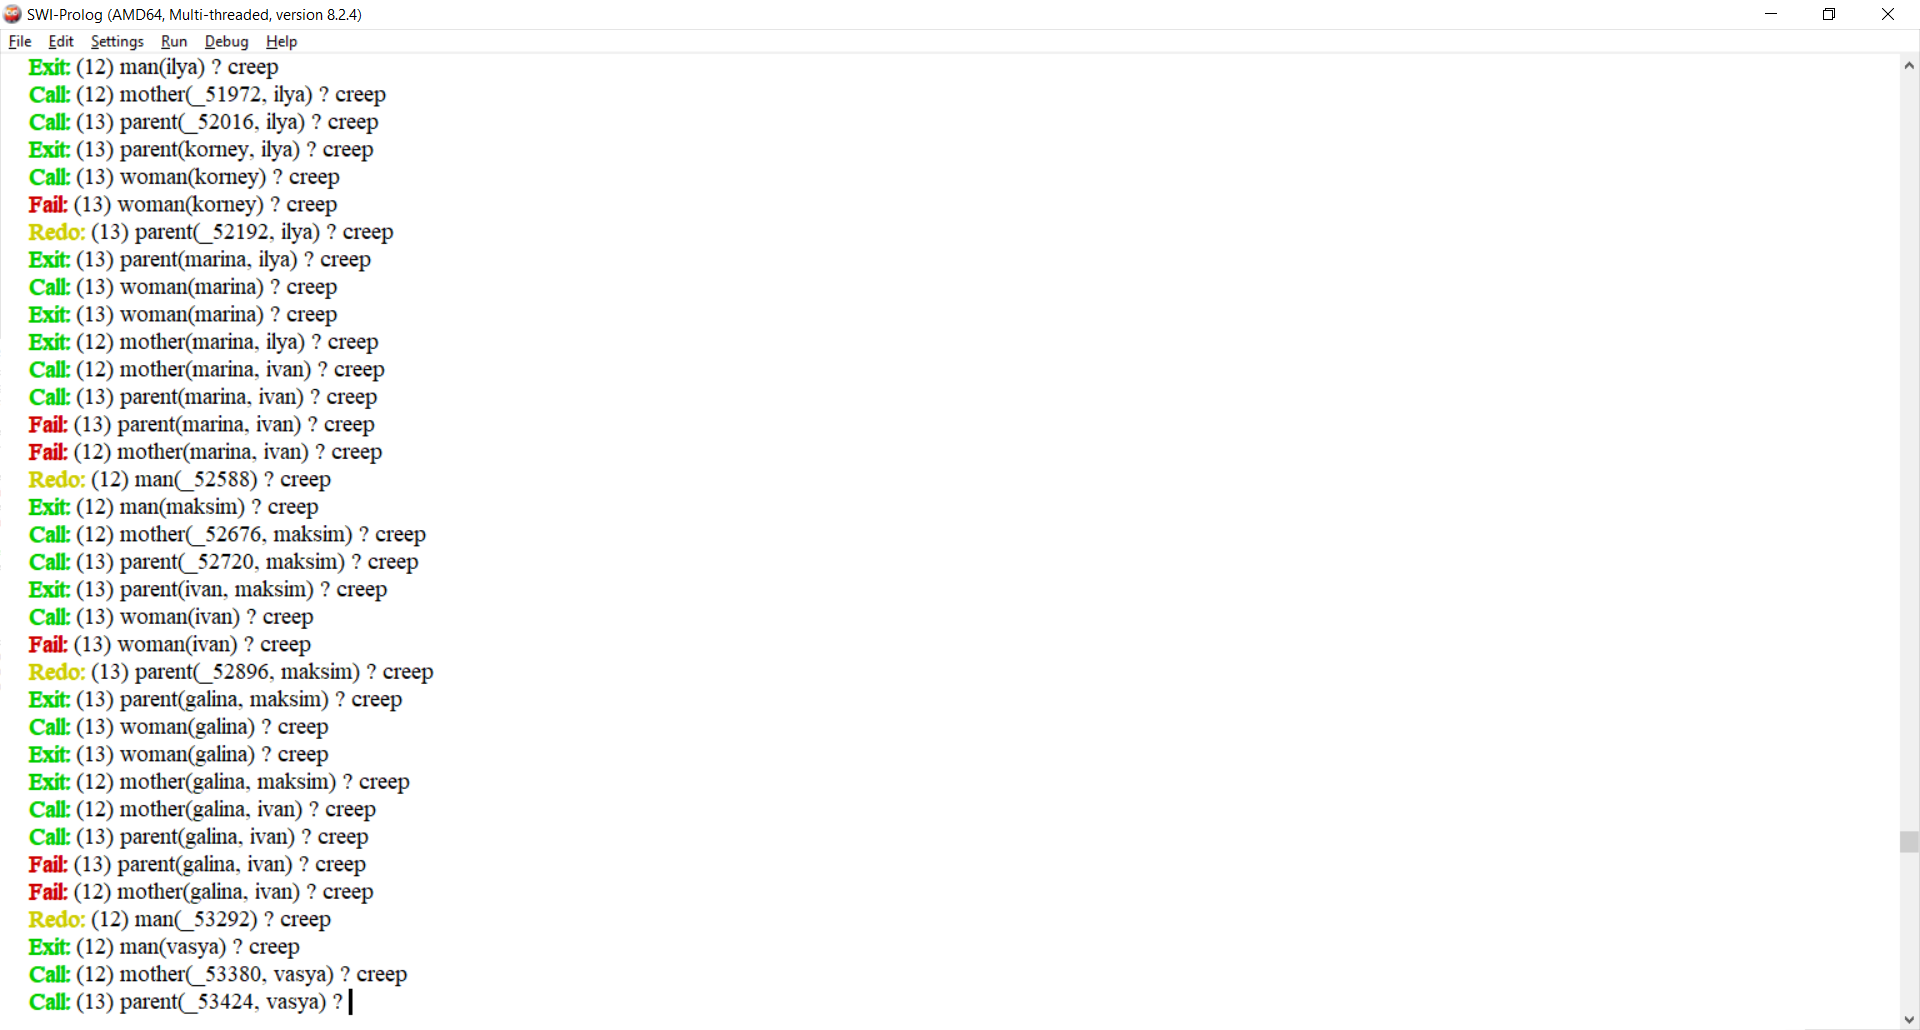 SWI-Prolog (AMD64, Multi-threaded, version 8.2.4)
File Edit Settings Run Debug Help
Exit: (12) man(ilya) ? creep
Call: (12) mother(_51972, ilya) ? creep
Call: (13) parent(_52016, ilya) ? creep
Exit: (13) parent(korney, ilya) ? creep
Call: (13) woman(korney) ? creep
Fail: (13) woman(korney) ? creep
Redo: (13) parent(_52192, ilya) ? creep
Exit: (13) parent(marina, ilya) ? creep
Call: (13) woman(marina) ? creep
Exit: (13) woman(marina) ? creep
Exit: (12) mother(marina, ilya) ? creep
Call: (12) mother(marina, ivan) ? creep
Call: (13) parent(marina, ivan) ? creep
Fail: (13) parent(marina, ivan) ? creep
Fail: (12) mother(marina, ivan) ? creep
Redo: (12) man(_52588) ? creep
Exit: (12) man(maksim) ? creep
Call: (12) mother(_52676, maksim) ? creep
Call: (13) parent(_52720, maksim) ? creep
Exit: (13) parent(ivan, maksim) ? creep
Call: (13) woman(ivan) ? creep
Fail: (13) woman(ivan) ? creep
Redo: (13) parent(_52896, maksim) ? creep
Exit: (13) parent(galina, maksim) ? creep
Call: (13) woman(galina) ? creep
Exit: (13) woman(galina) ? creep
Exit: (12) mother(galina, maksim) ? creep
Call: (12) mother(galina, ivan) ? creep
Call: (13) parent(galina, ivan) ? creep
Fail: (13) parent(galina, ivan) ? creep
Fail: (12) mother(galina, ivan) ? creep
Redo: (12) man(_53292) ? creep
Exit: (12) man(vasya) ? creep
Call: (12) mother(_53380, vasya) ? creep
Call: (13) parent(_53424, vasya) ?